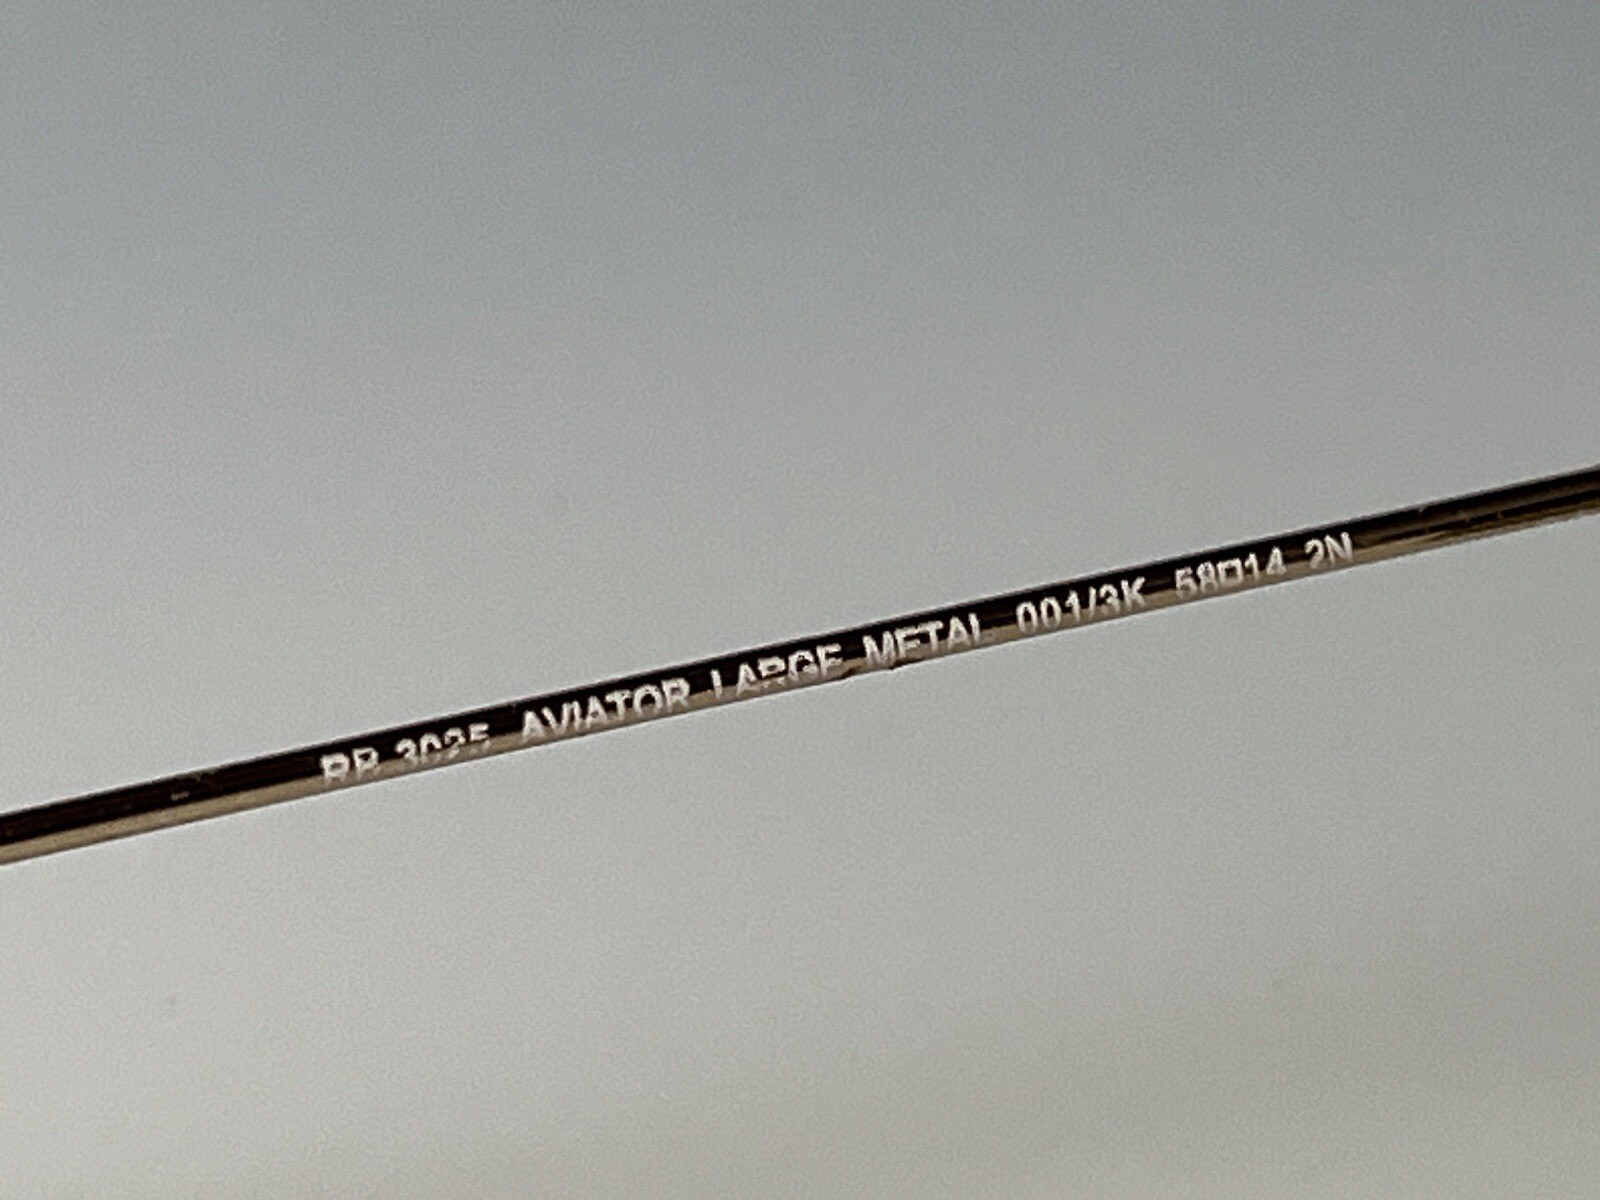 RB 3025 AVIATOR LARGE METAL 001/3K 58□14 2N